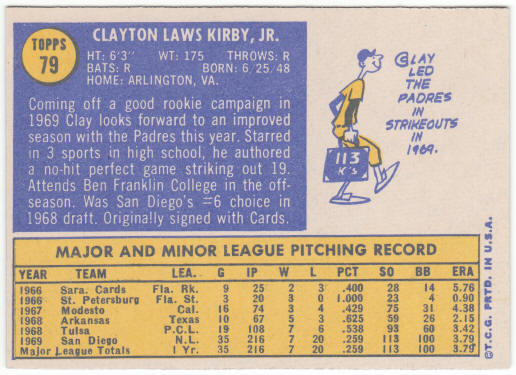 TOPPS
79
CLAYTON LAWS KIRBY, JR.
HT: 6'3" WT: 175 THROWS: R
BATS: R BORN: 6/25/48
HOME: ARLINGTON, VA.
Coming off a good rookie campaign in
1969 Clay looks forward to an improved
season with the Padres this year. Starred
in 3 sports in high school, he authored
a no-hit perfect game striking out 19.
Attends Ben Franklin College in the off-
season. Was San Diego's #6 choice in
1968 draft. Originally signed with Cards.
CLAY
LED
THE
PADRES
IN
STRIKEOUTS
IN
1969.
113
K's
MAJOR AND MINOR LEAGUE PITCHING RECORD
YEAR TEAM LEA. G IP W L PCT SO BB ERA
1966 Sara. Cards Fla. Rk. 9 25 2 3 .400 28 14 5.76
1966 St. Petersburg Fla. St. 3 20 3 0 1.000 23 4 0.90
1967 Modesto Cal. 16 74 3 4 .429 75 31 4.38
1968 Arkansas Texas 10 67 5 3 .625 59 26 2.15
1968 Tulsa P.C.L. 19 108 7 6 .538 93 60 3.42
1969 San Diego N.L. 35 216 7 20 .259 113 100 3.79
Major League Totals 1 Yr. 35 216 7 20 .259 113 100 3.79
©T.C.G. PRTD. IN U.S.A.